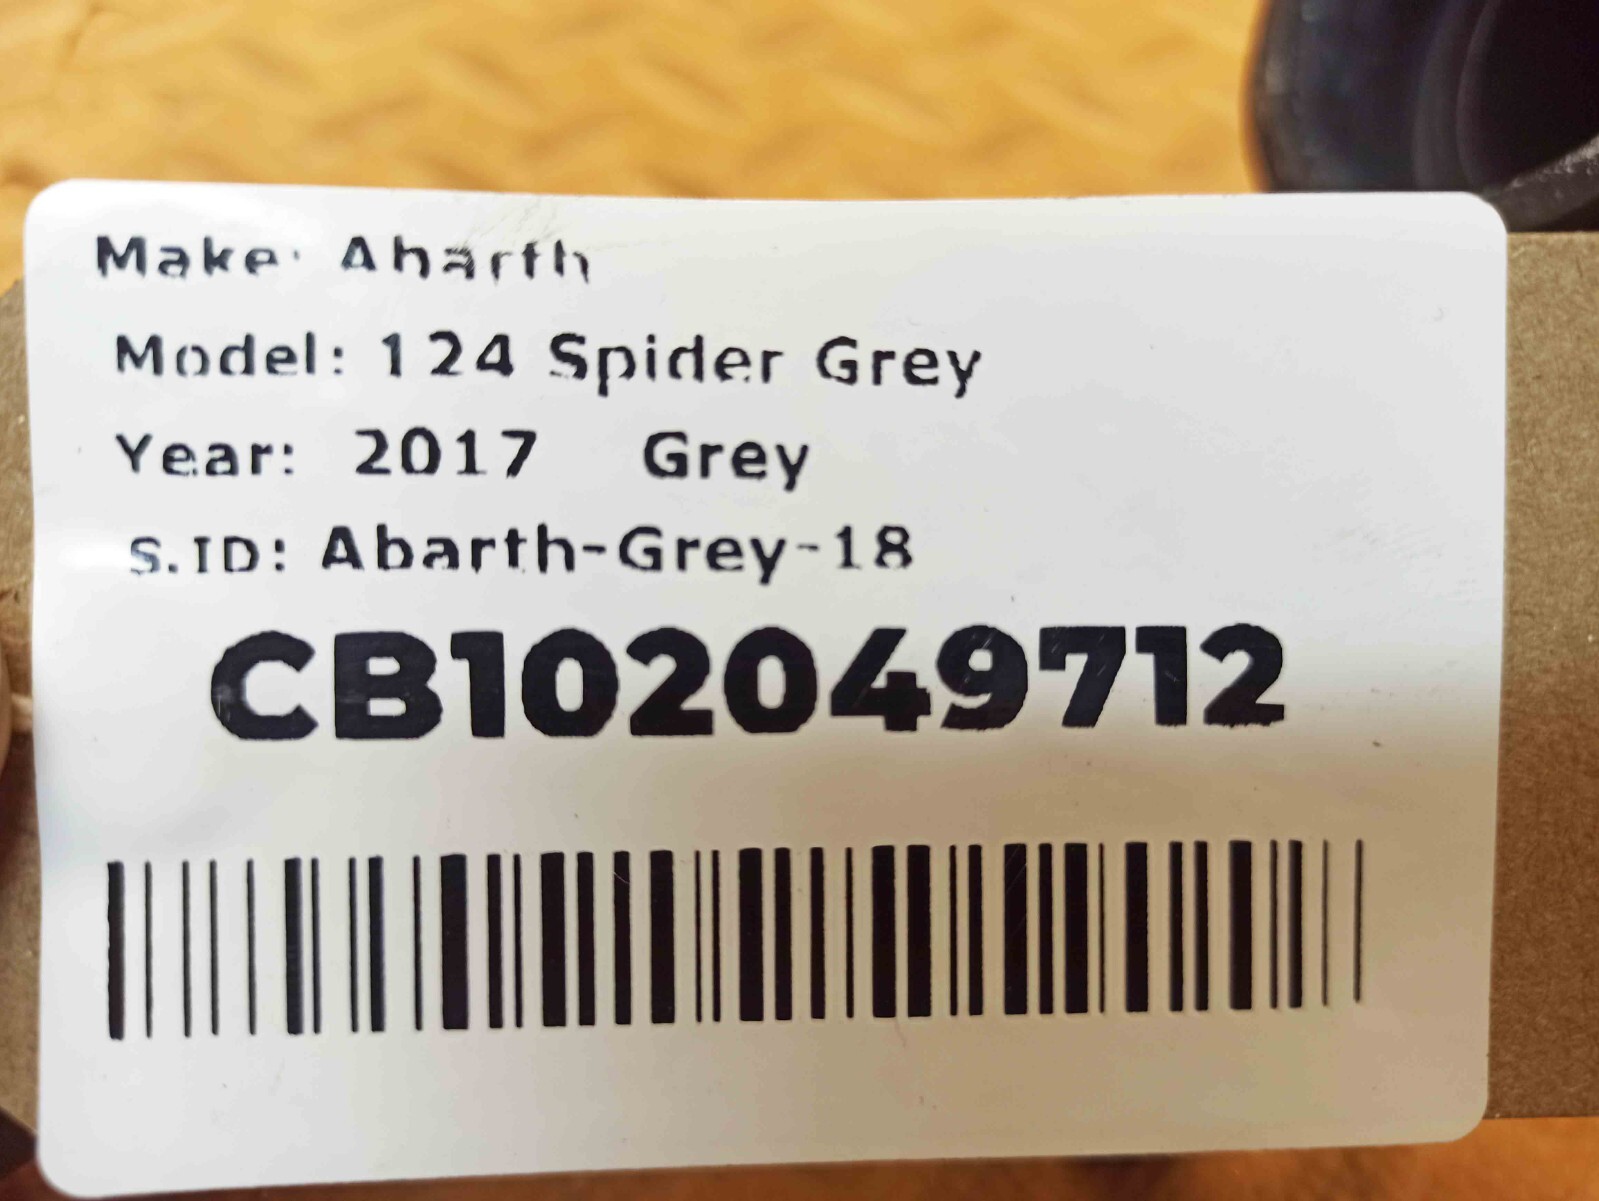 Make: Abarth
Model: 124 Spider Grey
Year: 2017 Grey
S.ID: Abarth-Grey-18
CB102049712